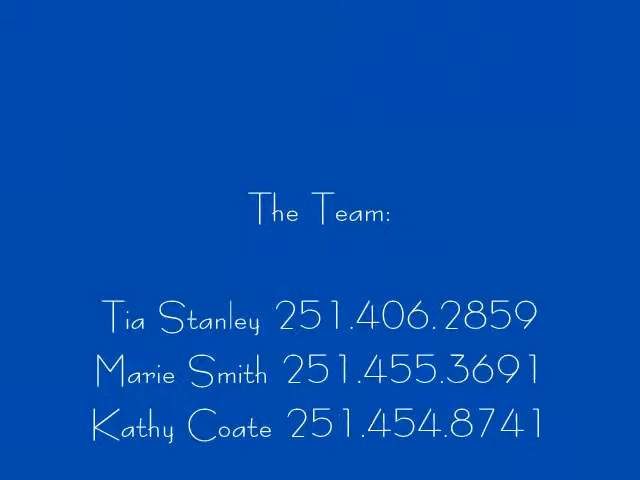 The Team:
Tia Stanley 251.406.2859
Marie Smith 251.455.3691
Kathy Coate 251.454.8741